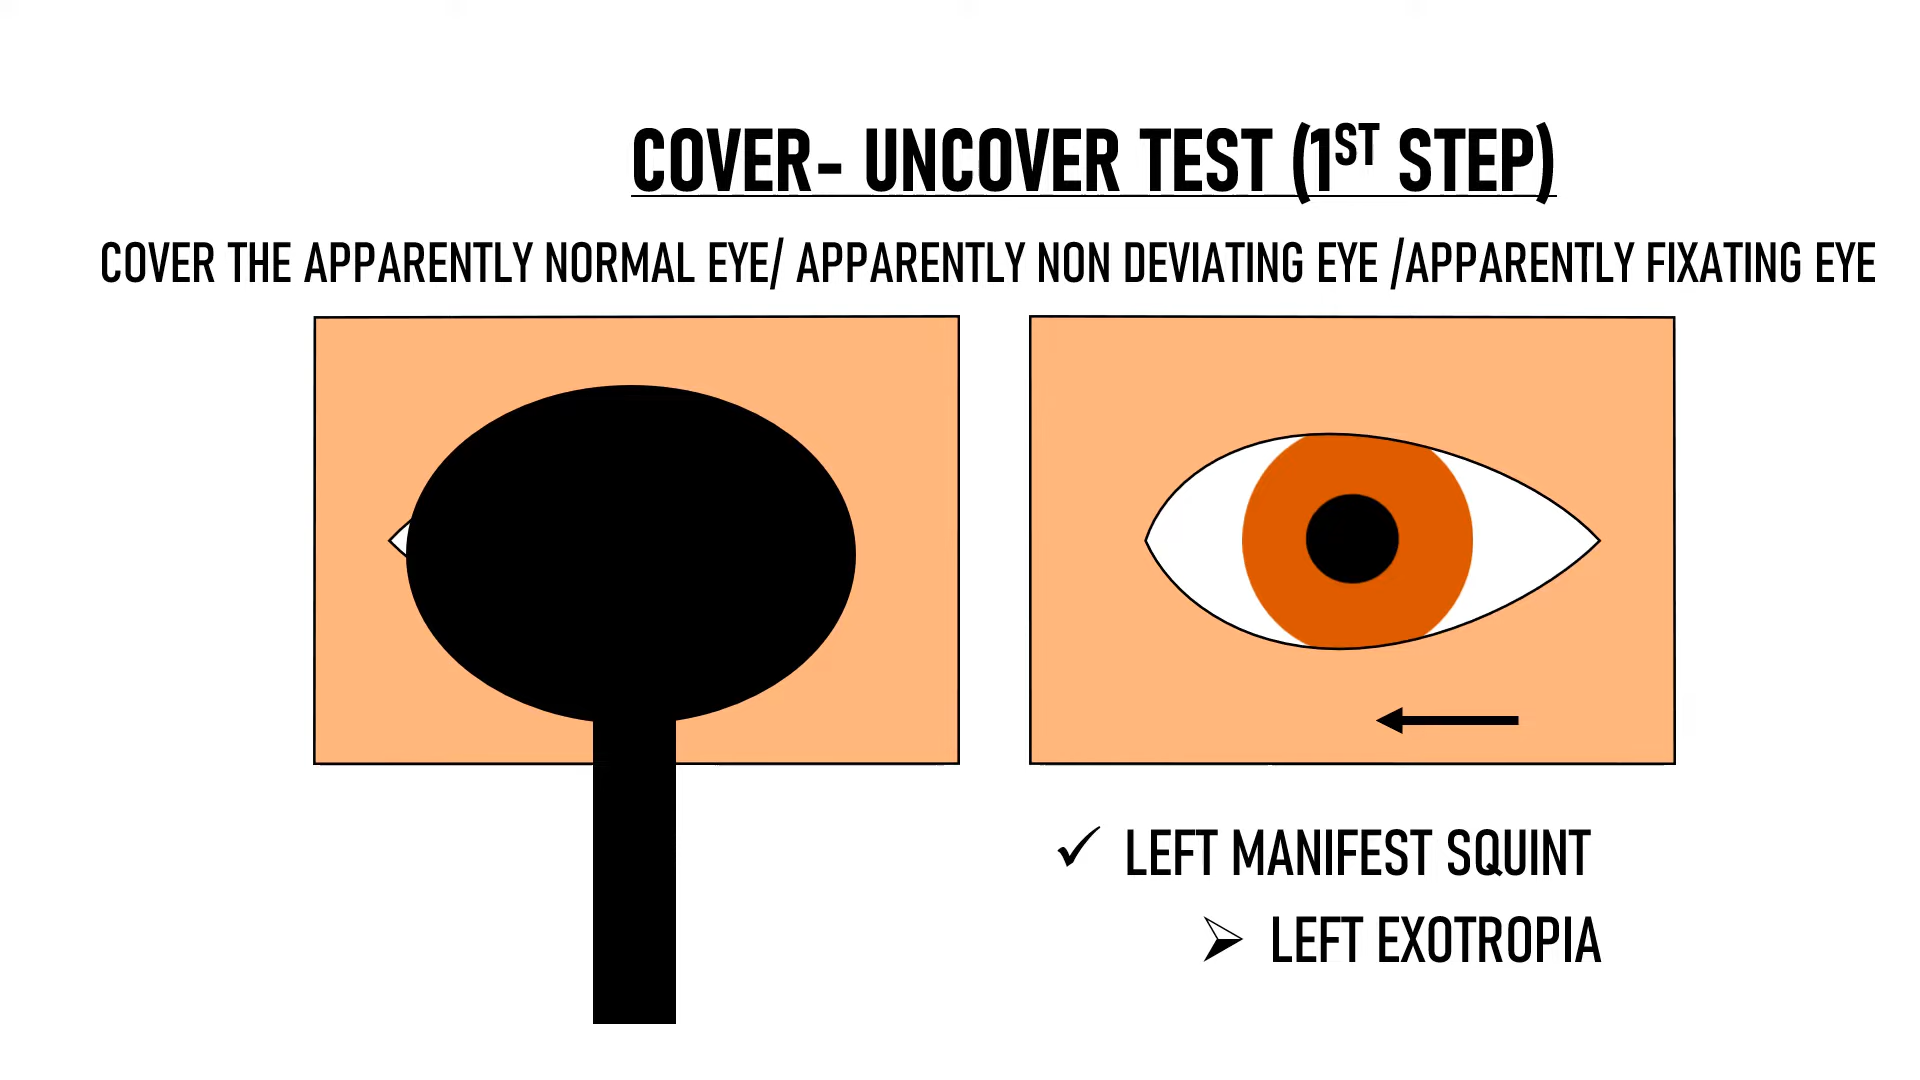 COVER- UNCOVER TEST (1ST STEP)
COVER THE APPARENTLY NORMAL EYE/ APPARENTLY NON DEVIATING EYE /APPARENTLY FIXATING EYE
✓ LEFT MANIFEST SQUINT
➢ LEFT EXOTROPIA